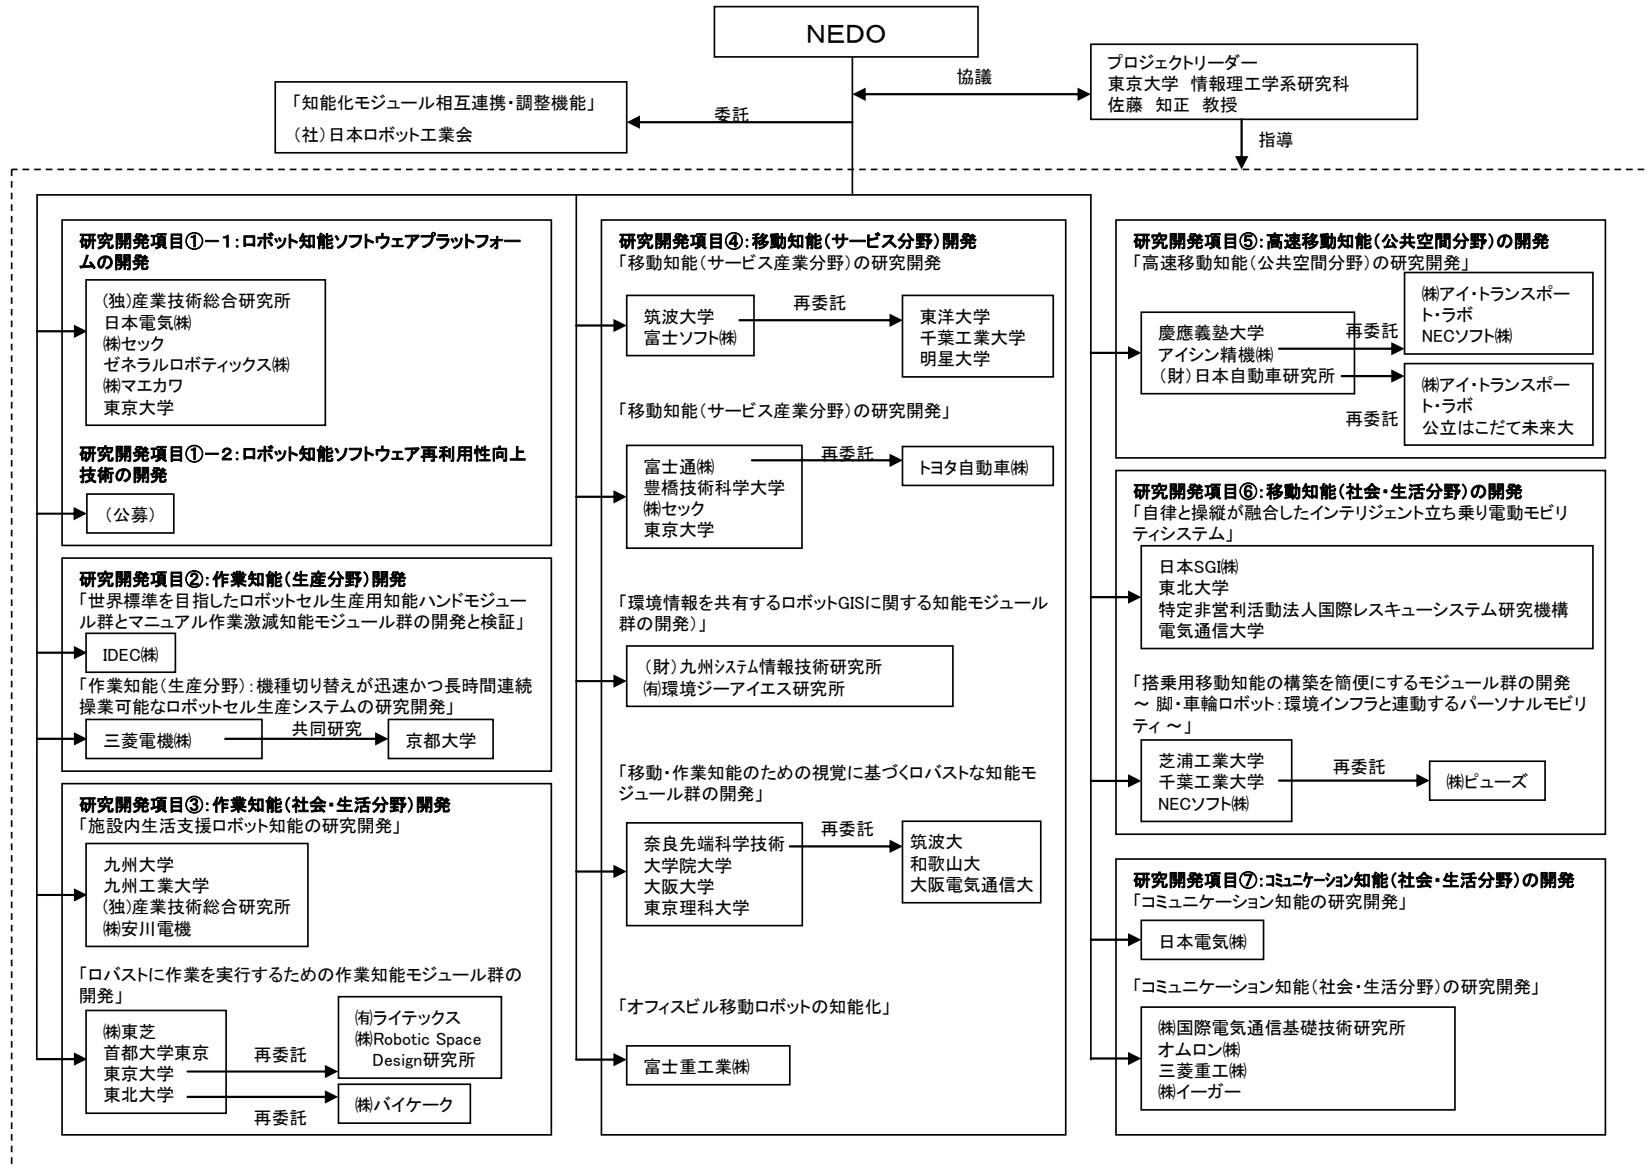 NEDO
協議
プロジェクトリーダー
東京大学 情報理工学系研究科
佐藤 知正 教授
「知能化モジュール相互連携・調整機能」
（社）日本ロボット工業会
委託
指導
研究開発項目①－１：ロボット知能ソフトウェアプラットフォー
ムの開発
（独）産業技術総合研究所
日本電気㈱
㈱セック
ゼネラルロボティックス㈱
㈱マエカワ
東京大学
研究開発項目①－２：ロボット知能ソフトウェア再利用性向上
技術の開発
（公募）
研究開発項目②：作業知能（生産分野）開発
「世界標準を目指したロボットセル生産用知能ハンドモジュー
ル群とマニュアル作業激減知能モジュール群の開発と検証」
IDEC㈱
「作業知能（生産分野）：機種切り替えが迅速かつ長時間連続
操業可能なロボットセル生産システムの研究開発」
三菱電機㈱
共同研究
京都大学
研究開発項目③：作業知能（社会・生活分野）開発
「施設内生活支援ロボット知能の研究開発」
九州大学
九州工業大学
（独）産業技術総合研究所
㈱安川電機
「ロバストに作業を実行するための作業知能モジュール群の
開発」
㈱東芝
首都大学東京
東京大学
東北大学
再委託
㈲ライテックス
㈱Robotic Space
Design研究所
再委託
㈱バイケーク
研究開発項目④：移動知能（サービス分野）開発
「移動知能（サービス産業分野）の研究開発
筑波大学
富士ソフト㈱
再委託
東洋大学
千葉工業大学
明星大学
「移動知能（サービス産業分野）の研究開発」
富士通㈱
豊橋技術科学大学
㈱セック
東京大学
再委託
トヨタ自動車㈱
「環境情報を共有するロボットGISに関する知能モジュール
群の開発）」
（財）九州システム情報技術研究所
㈲環境ジーアイエス研究所
「移動・作業知能のための視覚に基づくロバストな知能モ
ジュール群の開発」
奈良先端科学技術
大学院大学
大阪大学
東京理科大学
再委託
筑波大
和歌山大
大阪電気通信大
「オフィスビル移動ロボットの知能化」
富士重工業㈱
研究開発項目⑤：高速移動知能（公共空間分野）の開発
「高速移動知能（公共空間分野）の研究開発」
慶應義塾大学
アイシン精機㈱
（財）日本自動車研究所
再委託
㈱アイ・トランスポー
ト・ラボ
NECソフト㈱
再委託
㈱アイ・トランスポー
ト・ラボ
公立はこだて未来大
研究開発項目⑥：移動知能（社会・生活分野）の開発
「自律と操縦が融合したインテリジェント立ち乗り電動モビリ
ティシステム」
日本SGI㈱
東北大学
特定非営利活動法人国際レスキューシステム研究機構
電気通信大学
「搭乗用移動知能の構築を簡便にするモジュール群の開発
～ 脚・車輪ロボット：環境インフラと連動するパーソナルモビリ
ティ ～」
芝浦工業大学
千葉工業大学
NECソフト㈱
再委託
㈱ピューズ
研究開発項目⑦：コミュニケーション知能（社会・生活分野）の開発
「コミュニケーション知能の研究開発」
日本電気㈱
「コミュニケーション知能（社会・生活分野）の研究開発」
㈱国際電気通信基礎技術研究所
オムロン㈱
三菱重工㈱
㈱イーガー